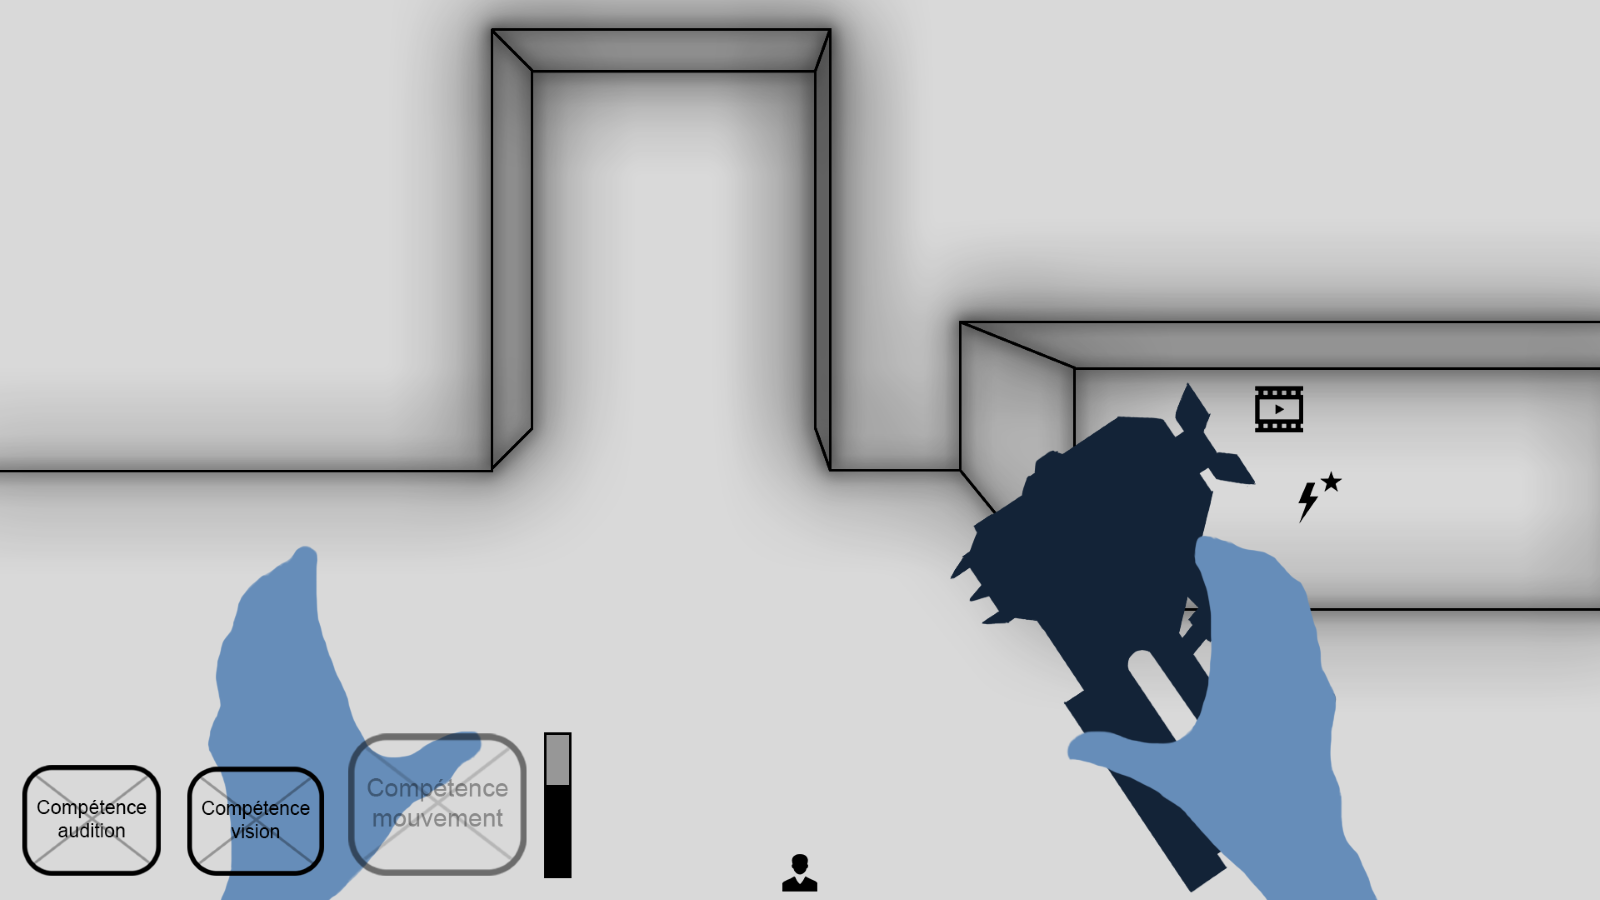 Compétence
audition
Compétence
vision
Compétence
mouvement